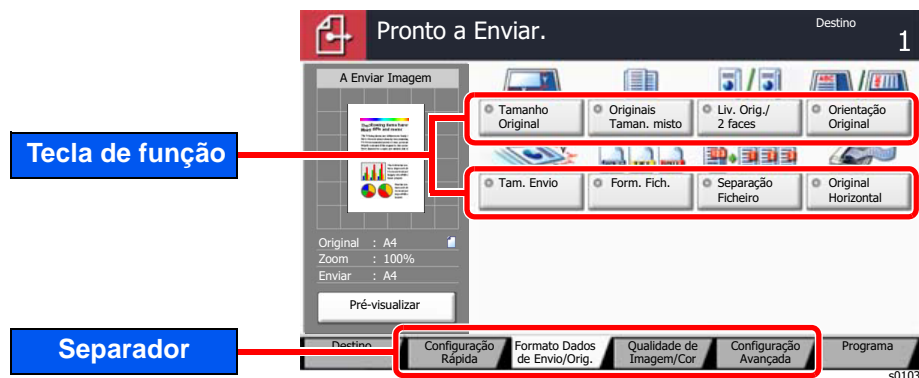 Pronto a Enviar.
Destino
1
A Enviar Imagem
Tamanho
Original
Originais
Taman. misto
Liv. Orig./
2 faces
Orientação
Original
ABC
Tecla de função
Tam. Envio
Form. Fich.
Separação
Ficheiro
Original
Horizontal
Original : A4
Zoom : 100%
Enviar : A4
Pré-visualizar
Separador
Destino
Configuração
Rápida
Formato Dados
de Envio/Orig.
Qualidade de
Imagem/Cor
Configuração
Avançada
Programa
s0103